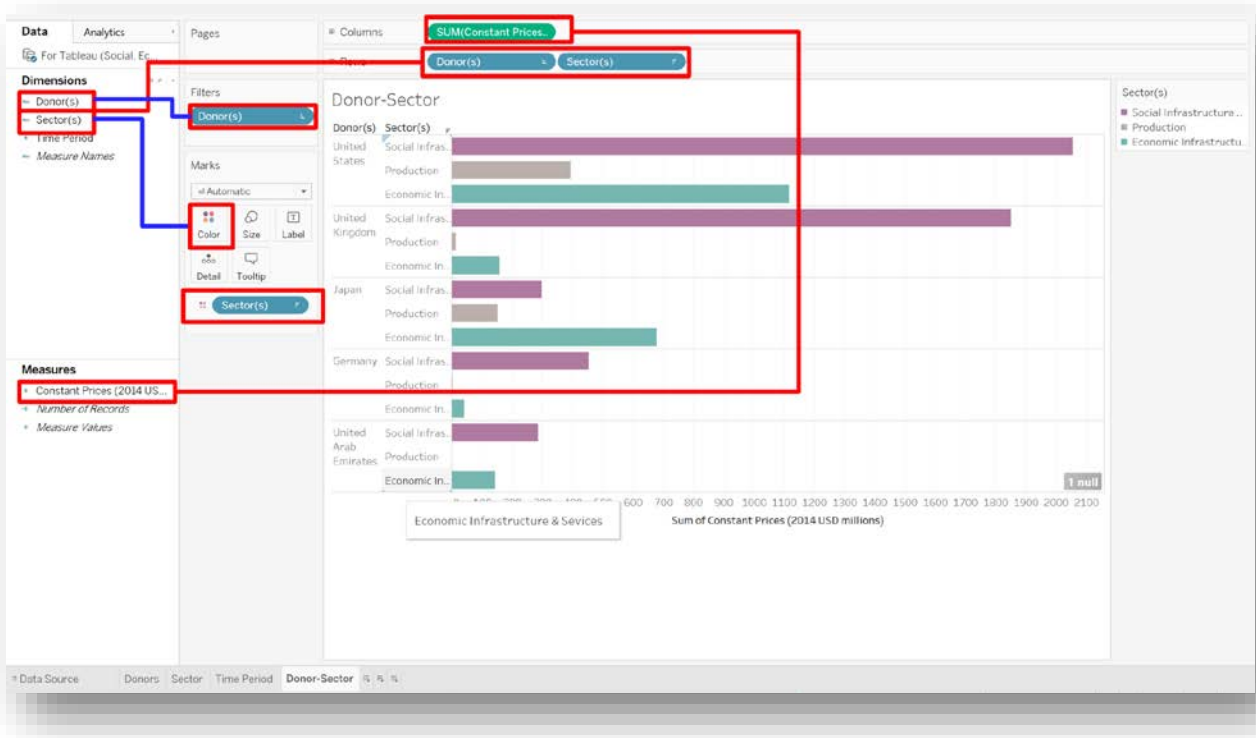 Data Analytics
For Tableau (Social, Ec...
Dimensions
Donor(s)
Sector(s)
Time Period
Measure Names
Measures
Constant Prices (2014 US...
Number of Records
Measure Values
Pages
Filters
Donor(s)
Marks
Automatic
Color Size Label
Detail Tooltip
Sector(s)
Columns SUM(Constant Prices..
Rows Donor(s) Sector(s)
Donor-Sector
Donor(s) Sector(s)
United States
Social Infras..
Production
Economic In..
United Kingdom
Social Infras..
Production
Economic In..
Japan
Social Infras..
Production
Economic In..
Germany
Social Infras..
Production
Economic In..
United Arab Emirates
Social Infras..
Production
Economic In..
1 null
600 700 800 900 1000 1100 1200 1300 1400 1500 1600 1700 1800 1900 2000 2100
Sum of Constant Prices (2014 USD millions)
Economic Infrastructure & Sevices
Sector(s)
Social Infrastructure ..
Production
Economic Infrastructu..
Data Source Donors Sector Time Period Donor-Sector